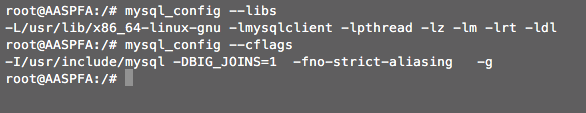 root@AASPFA:/# mysql_config --libs
-L/usr/lib/x86_64-linux-gnu -lmysqlclient -lpthread -lz -lm -lrt -ldl
root@AASPFA:/# mysql_config --cflags
-I/usr/include/mysql -DBIG_JOINS=1  -fno-strict-aliasing   -g
root@AASPFA:/#